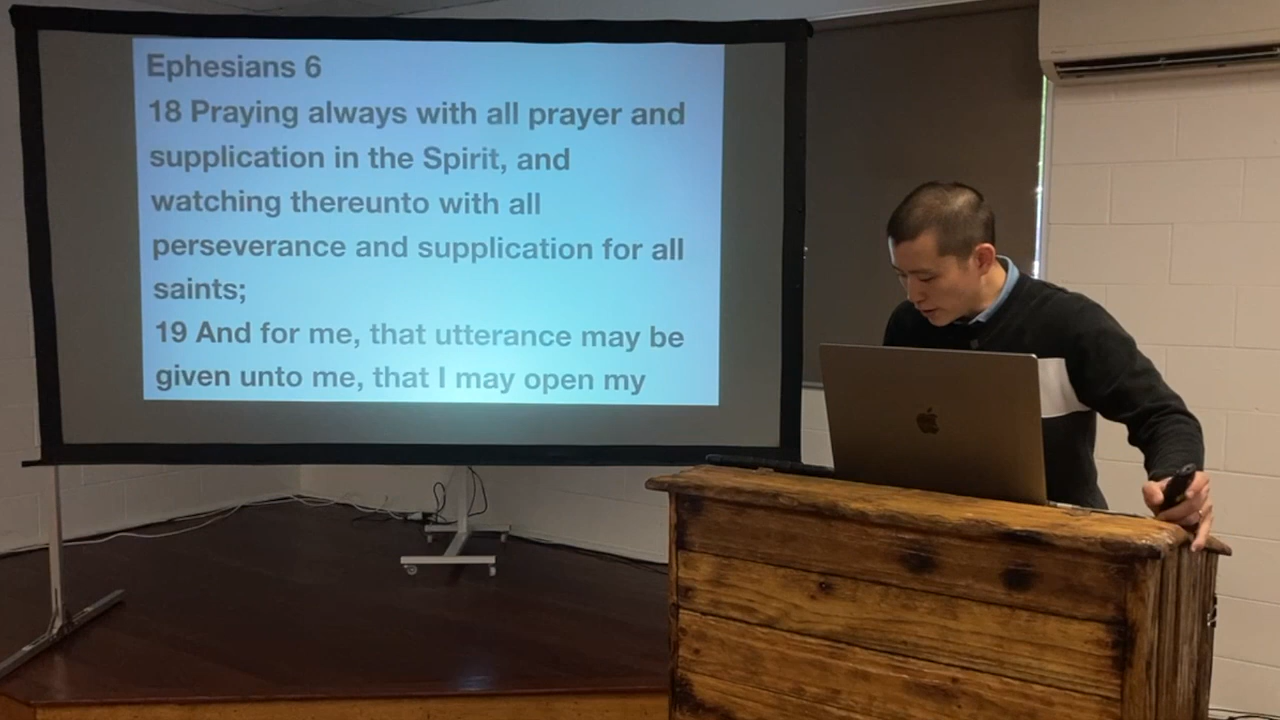 Ephesians 6
18 Praying always with all prayer and
supplication in the Spirit, and
watching thereunto with all
perseverance and supplication for all
saints;
19 And for me, that utterance may be
given unto me, that I may open my